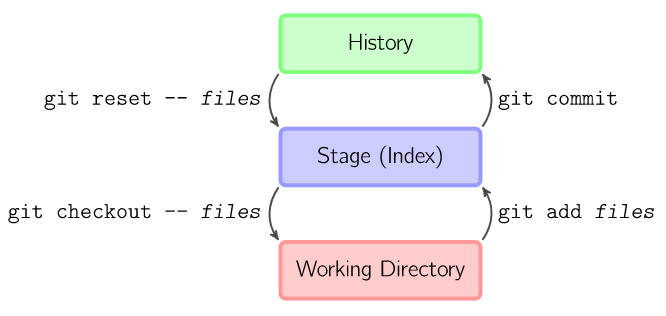 History
git reset -- files
git commit
Stage (Index)
git checkout -- files
git add files
Working Directory